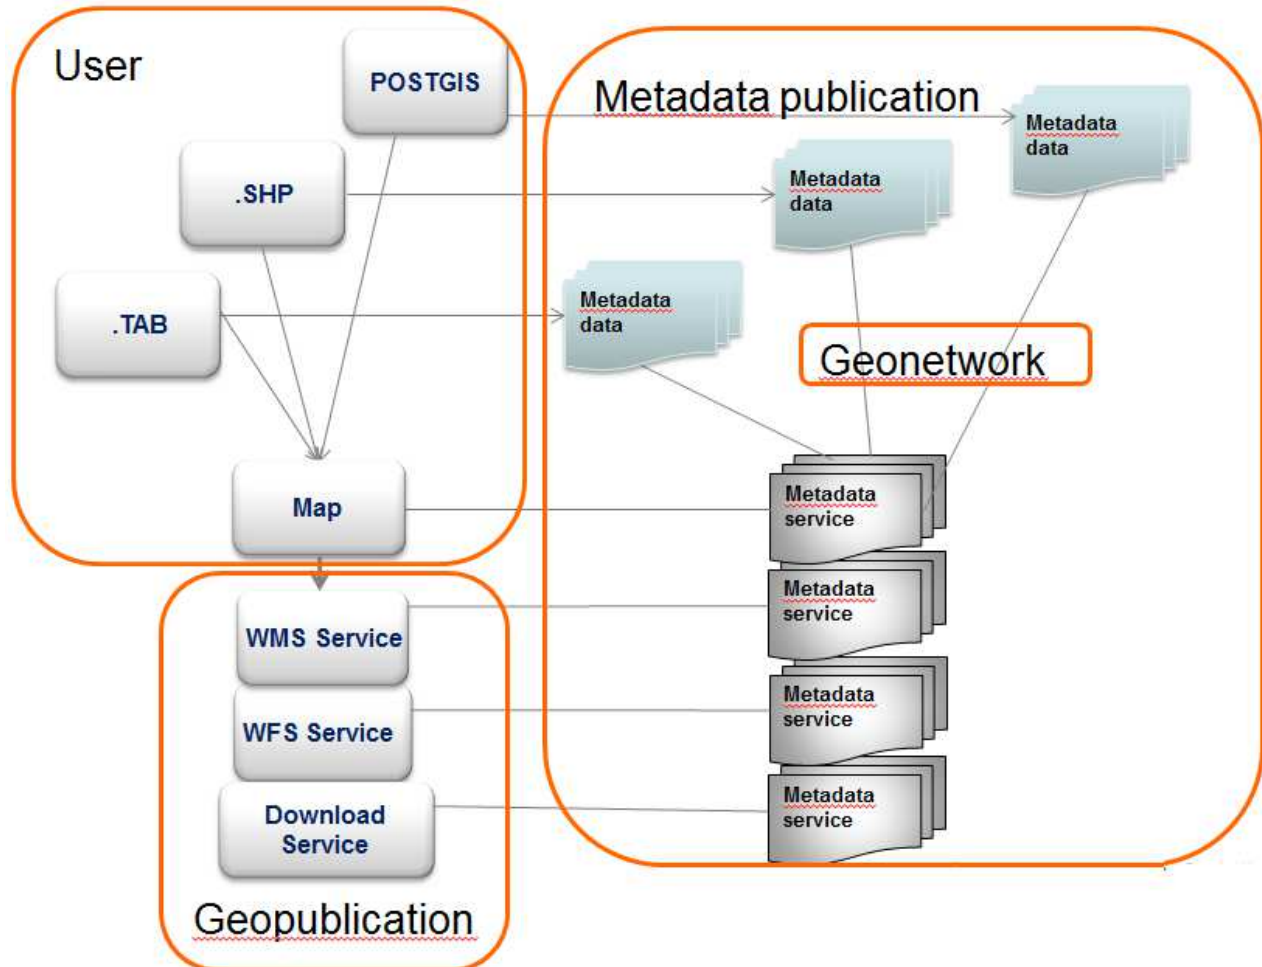 User
POSTGIS
.SHP
.TAB
Map
Metadata publication
Metadata
data
Metadata
data
Metadata
data
Geonetwork
Metadata
service
Metadata
service
Metadata
service
Metadata
service
WMS Service
WFS Service
Download
Service
Geopublication